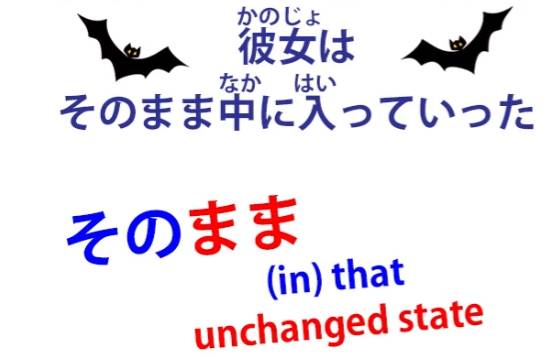 かのじょ
彼女は
なか はい
そのまま中に入っていった
そのまま
(in) that
unchanged state